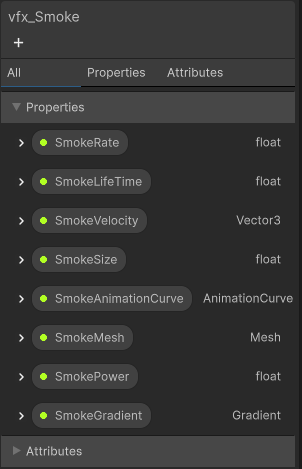 vfx_Smoke
+
All Properties Attributes
Properties
SmokeRate float
SmokeLifeTime float
SmokeVelocity Vector3
SmokeSize float
SmokeAnimationCurve AnimationCurve
SmokeMesh Mesh
SmokePower float
SmokeGradient Gradient
Attributes